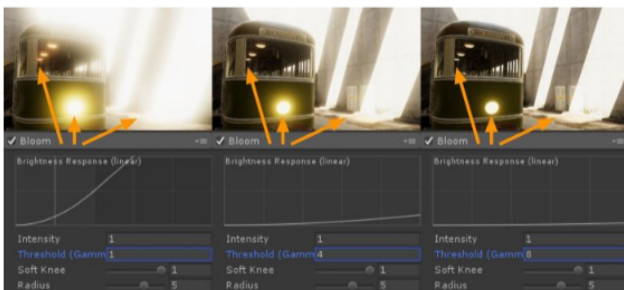 Bloom
Brightness Response (linear)
Intensity 1
Threshold (Gamm 1
Soft Knee 1
Radius 5
Bloom
Brightness Response (linear)
Intensity 1
Threshold (Gamm 4
Soft Knee 1
Radius 5
Bloom
Brightness Response (linear)
Intensity 1
Threshold (Gamm 8
Soft Knee 1
Radius 5